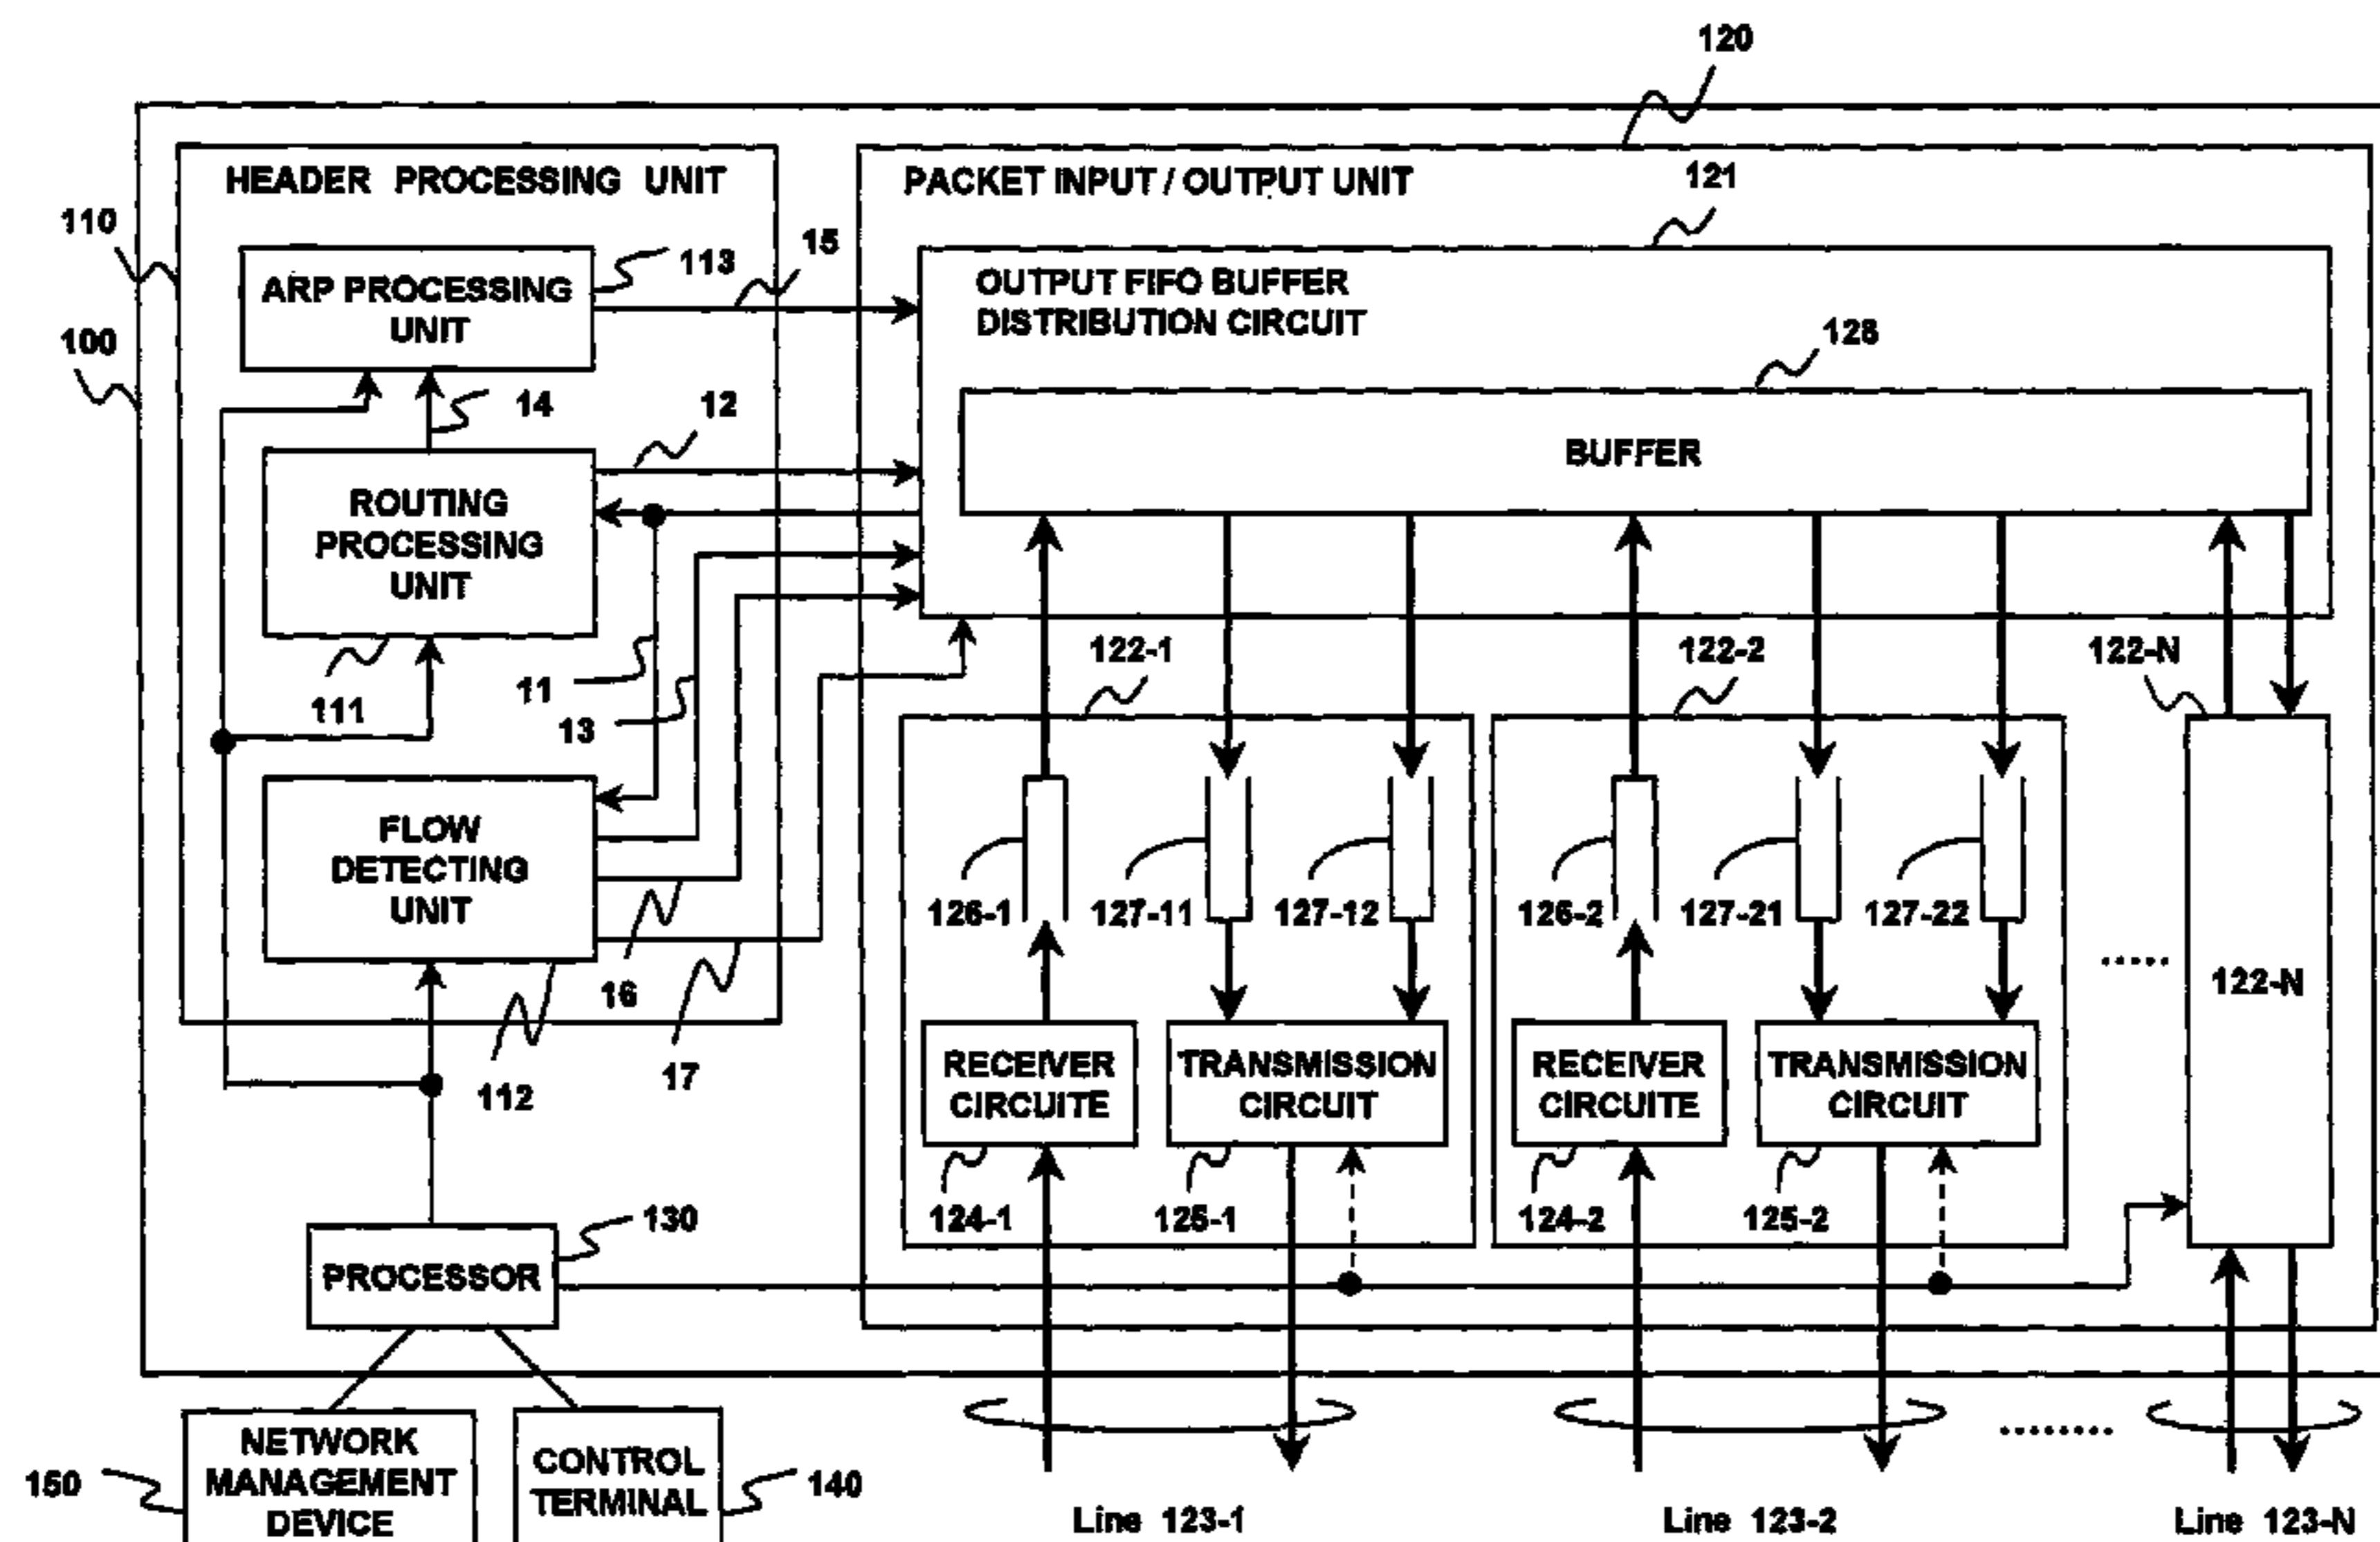 120
HEADER PROCESSING UNIT
PACKET INPUT / OUTPUT UNIT
121
110
113
15
ARP PROCESSING
UNIT
OUTPUT FIFO BUFFER
DISTRIBUTION CIRCUIT
100
128
14
12
BUFFER
ROUTING
PROCESSING
UNIT
122-1
122-2
122-N
111
11
13
FLOW
DETECTING
UNIT
126-1
127-11
127-12
126-2
127-21
127-22
.....
122-N
16
17
112
RECEIVER
CIRCUITE
TRANSMISSION
CIRCUIT
RECEIVER
CIRCUITE
TRANSMISSION
CIRCUIT
124-1
125-1
124-2
125-2
130
PROCESSOR
NETWORK
MANAGEMENT
DEVICE
150
CONTROL
TERMINAL
140
........
Line 123-1
Line 123-2
Line 123-N